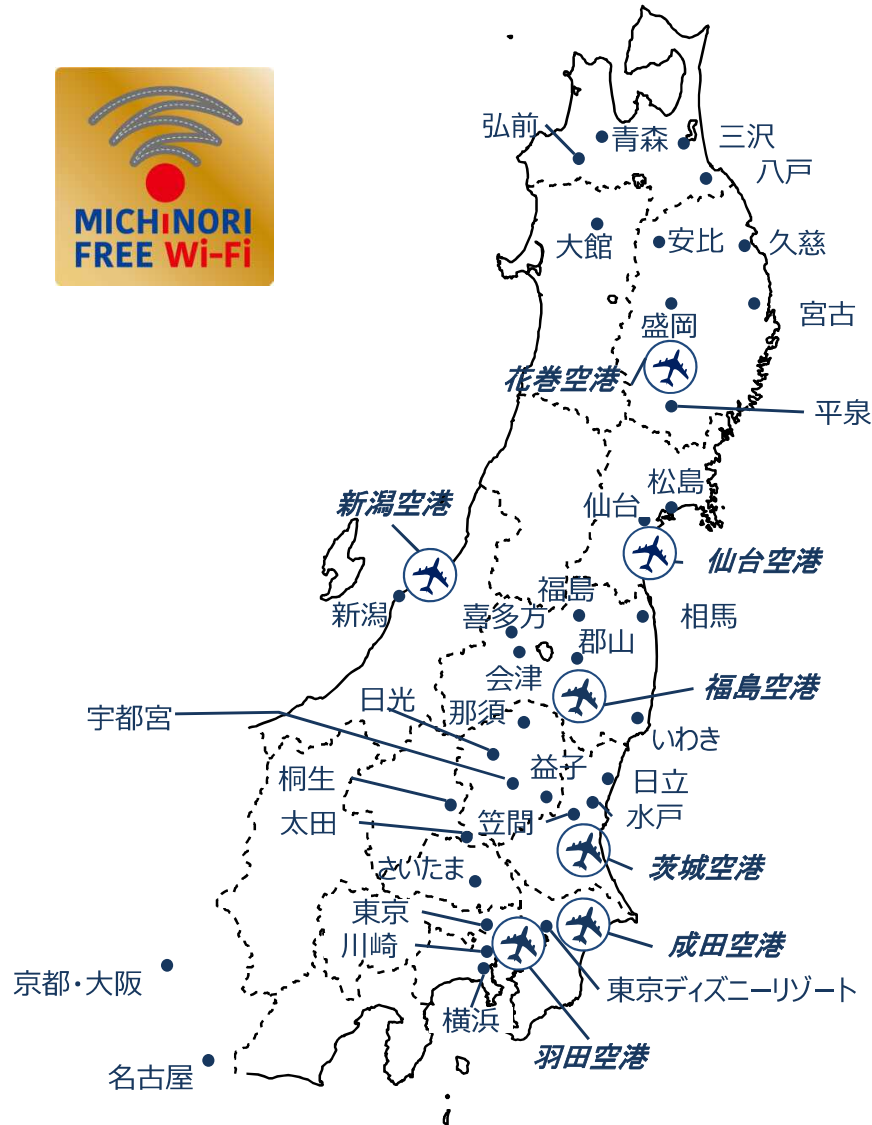 MICHiNORI
FREE Wi-Fi
弘前
青森
三沢
八戸
大館
安比
久慈
宮古
盛岡
花巻空港
平泉
松島
仙台
新潟空港
仙台空港
福島
新潟
喜多方
相馬
郡山
会津
福島空港
日光
那須
宇都宮
いわき
益子
桐生
日立
太田
笠間
水戸
さいたま
茨城空港
東京
川崎
成田空港
京都・大阪
東京ディズニーリゾート
横浜
羽田空港
名古屋